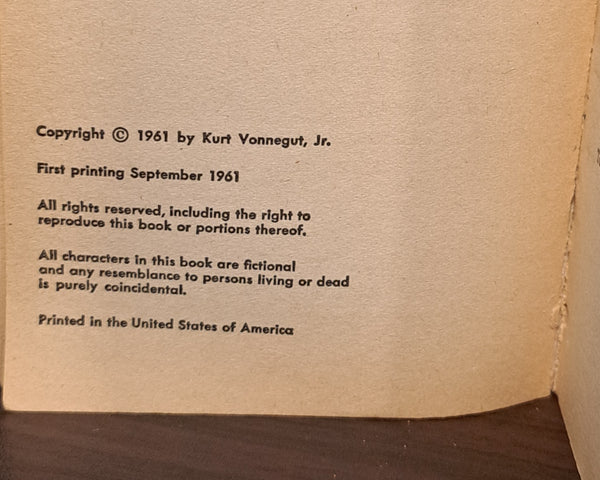 Copyright © 1961 by Kurt Vonnegut, Jr.
First printing September 1961
All rights reserved, including the right to
reproduce this book or portions thereof.
All characters in this book are fictional
and any resemblance to persons living or dead
is purely coincidental.
Printed in the United States of America